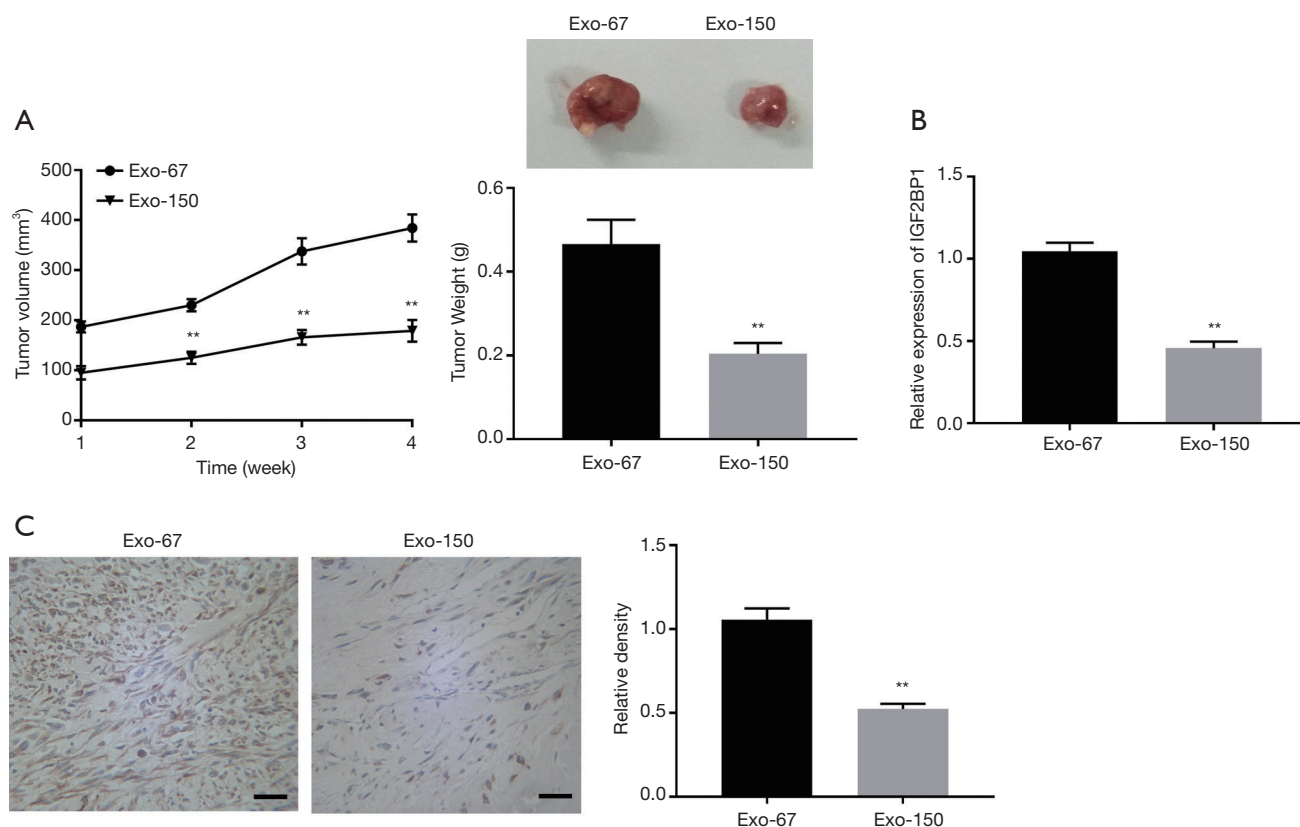 Exo-67 Exo-150
A
Tumor volume (mm³)
500
400
300
200
100
0
Exo-67
Exo-150
**
**
**
1 2 3 4
Time (week)
Tumor Weight (g)
0.6
0.4
0.2
0.0
**
Exo-67 Exo-150
B
Relative expression of IGF2BP1
1.5
1.0
0.5
0.0
**
Exo-67 Exo-150
C
Exo-67 Exo-150
Relative density
1.5
1.0
0.5
0.0
**
Exo-67 Exo-150